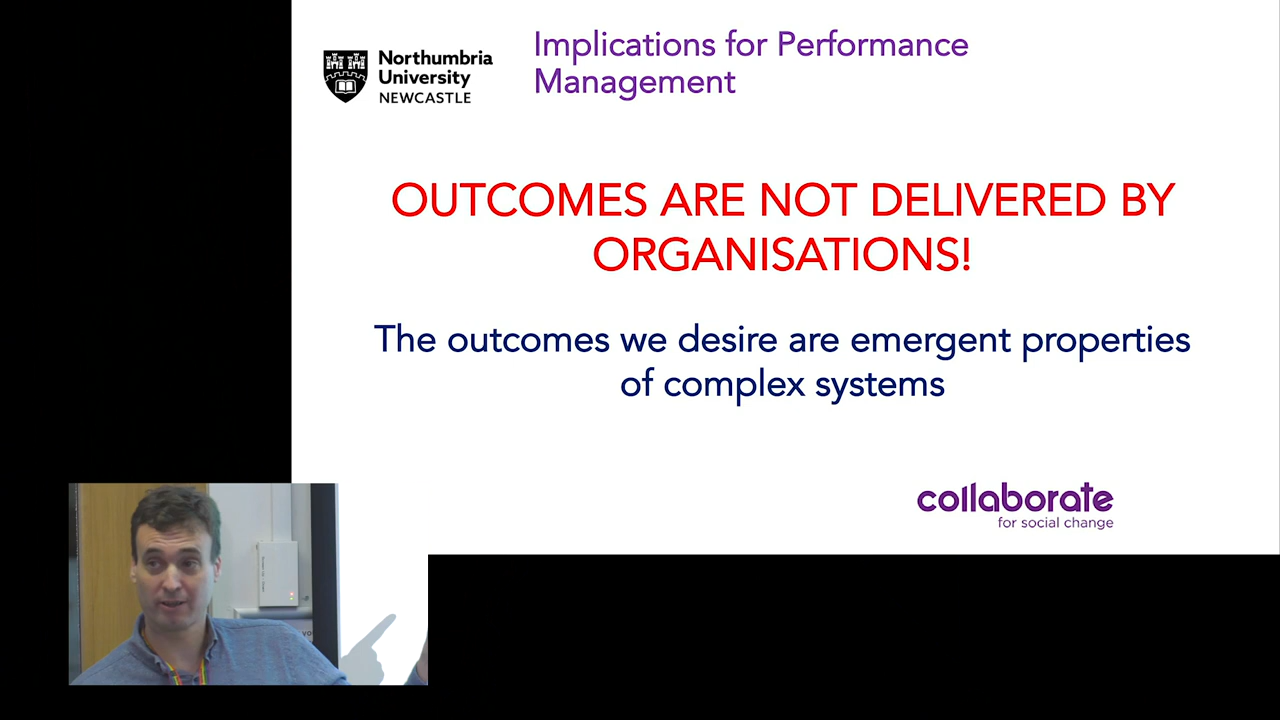 Northumbria
University
NEWCASTLE
Implications for Performance
Management
OUTCOMES ARE NOT DELIVERED BY
ORGANISATIONS!
The outcomes we desire are emergent properties
of complex systems
collaborate
for social change